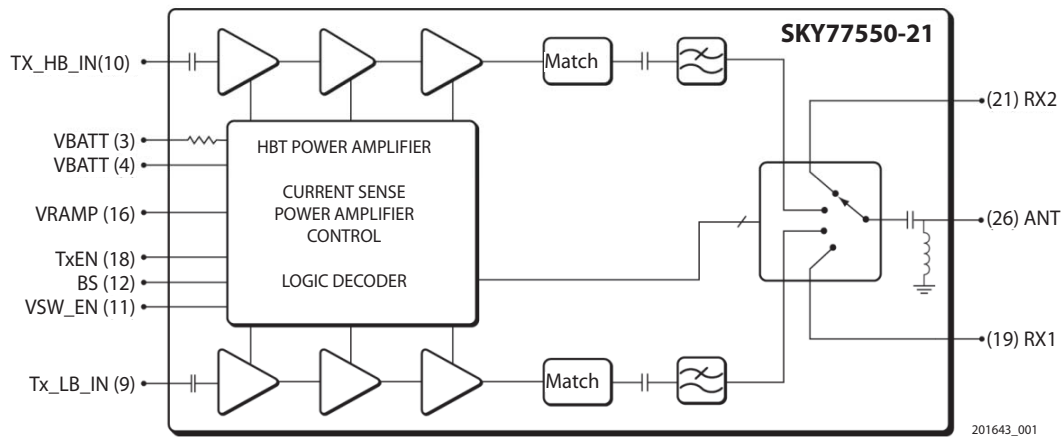 SKY77550-21
TX_HB_IN(10)
Match
(21) RX2
VBATT (3)
VBATT (4)
HBT POWER AMPLIFIER
CURRENT SENSE
POWER AMPLIFIER
CONTROL
LOGIC DECODER
VRAMP (16)
(26) ANT
TxEN (18)
BS (12)
VSW_EN (11)
(19) RX1
Tx_LB_IN (9)
Match
201643_001